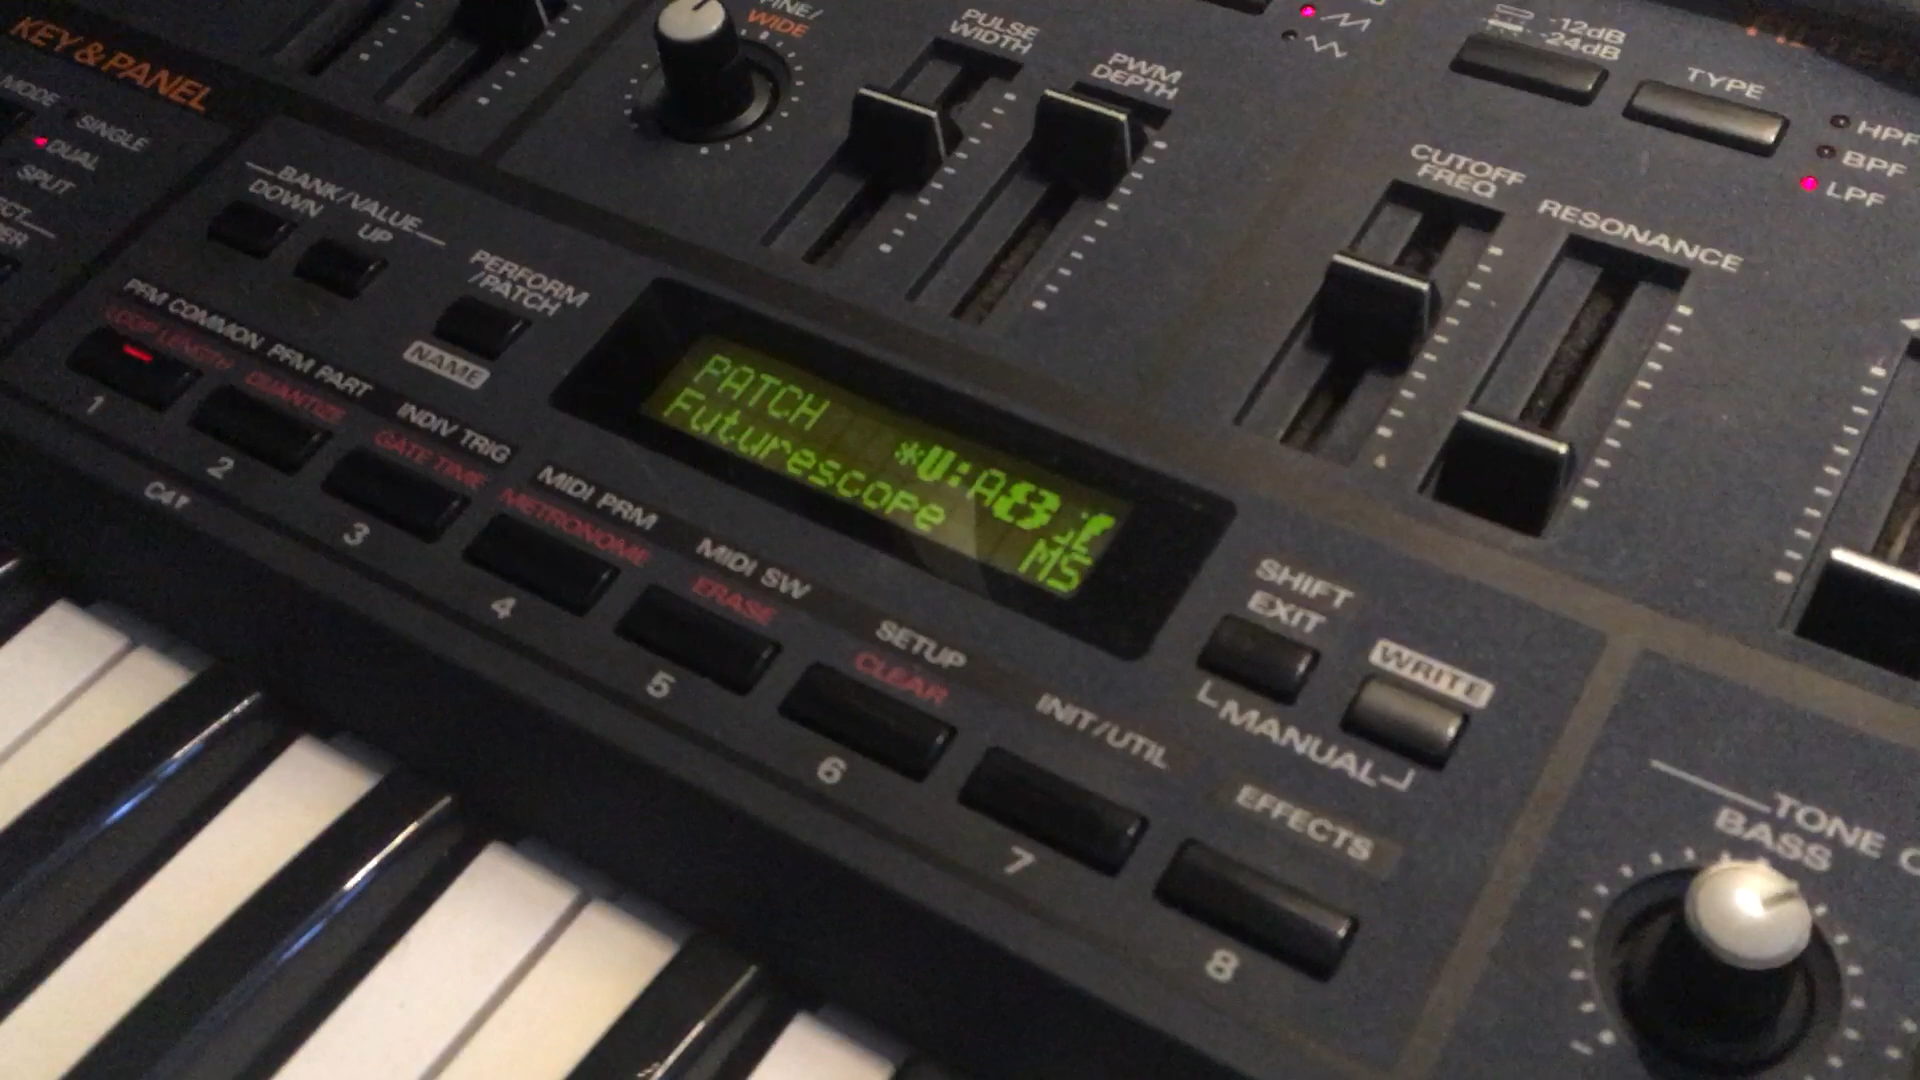 KEY&PANEL
MODE
SINGLE
DUAL
SPLIT
BANK/VALUE
DOWN
UP
PERFORM
/PATCH
NAME
WIDE
PULSE
WIDTH
PWM
DEPTH
-12dB
-24dB
TYPE
HPF
BPF
LPF
CUTOFF
FREQ
RESONANCE
PATCH
Futurescope
MS
PFM COMMON
LOOP LENGTH
PFM PART
QUANTIZE
INDIV TRIG
GATE TIME
MIDI PRM
METRONOME
MIDI SW
ERASE
SETUP
CLEAR
INIT/UTIL
EFFECTS
1
2
3
4
5
6
7
8
SHIFT
EXIT
WRITE
MANUAL
TONE
BASS